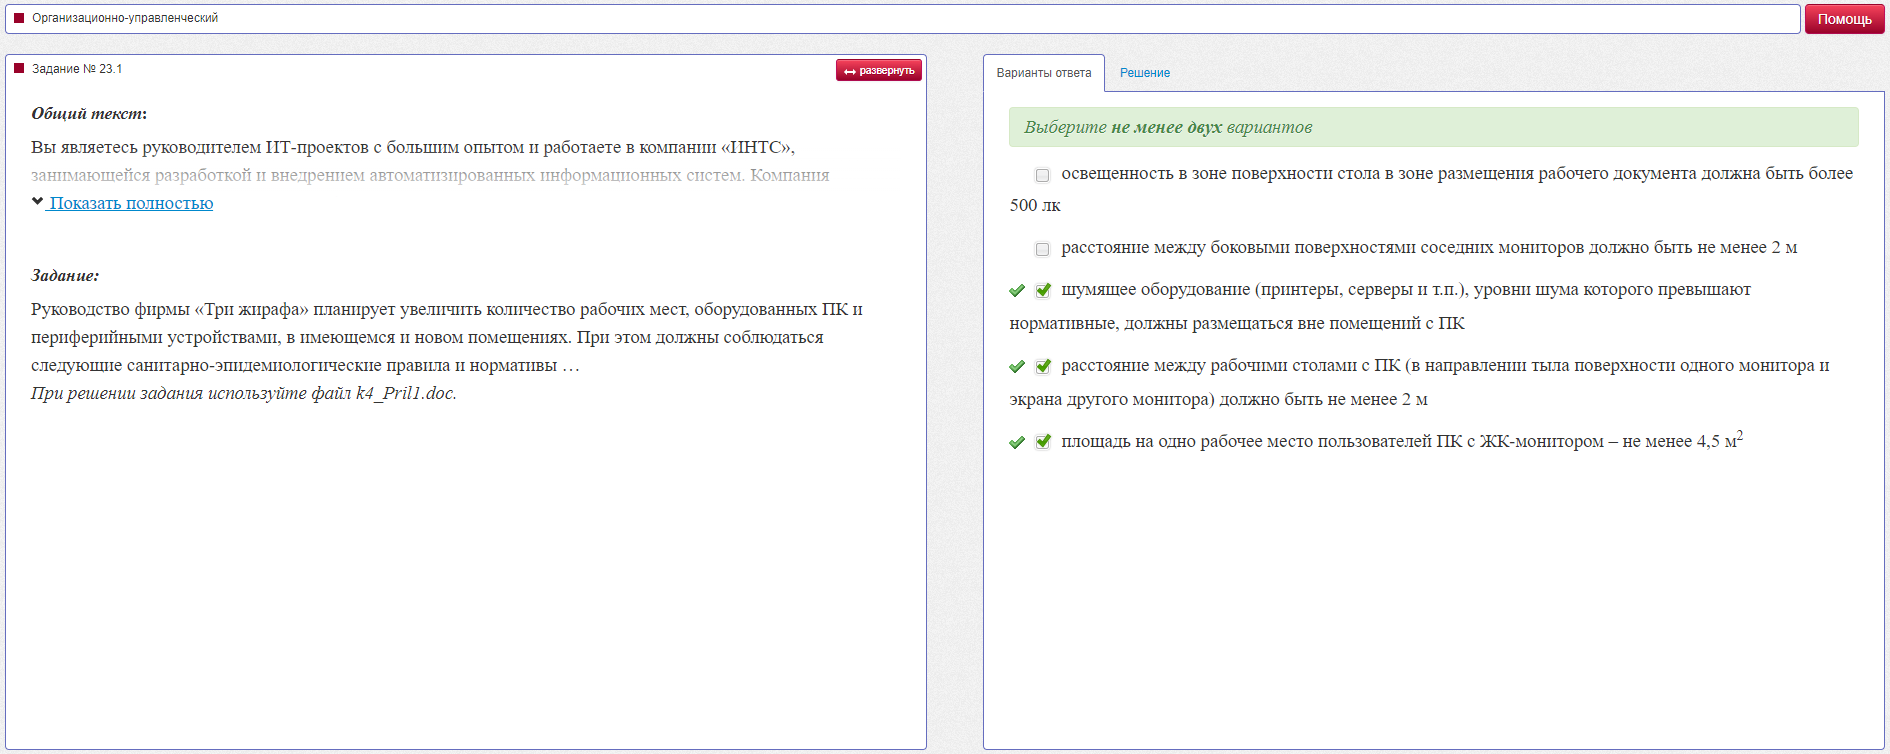 Организационно-управленческий
Помощь
Задание № 23.1
развернуть
Общий текст:
Вы являетесь руководителем ИТ-проектов с большим опытом и работаете в компании «ИНТС»,
занимающейся разработкой и внедрением автоматизированных информационных систем. Компания
Показать полностью
Задание:
Руководство фирмы «Три жирафа» планирует увеличить количество рабочих мест, оборудованных ПК и
периферийными устройствами, в имеющемся и новом помещениях. При этом должны соблюдаться
следующие санитарно-эпидемиологические правила и нормативы …
При решении задания используйте файл k4_Pril1.doc.
Варианты ответа
Решение
Выберите не менее двух вариантов
освещенность в зоне поверхности стола в зоне размещения рабочего документа должна быть более
500 лк
расстояние между боковыми поверхностями соседних мониторов должно быть не менее 2 м
шумящее оборудование (принтеры, серверы и т.п.), уровни шума которого превышают
нормативные, должны размещаться вне помещений с ПК
расстояние между рабочими столами с ПК (в направлении тыла поверхности одного монитора и
экрана другого монитора) должно быть не менее 2 м
площадь на одно рабочее место пользователей ПК с ЖК-монитором – не менее 4,5 м2